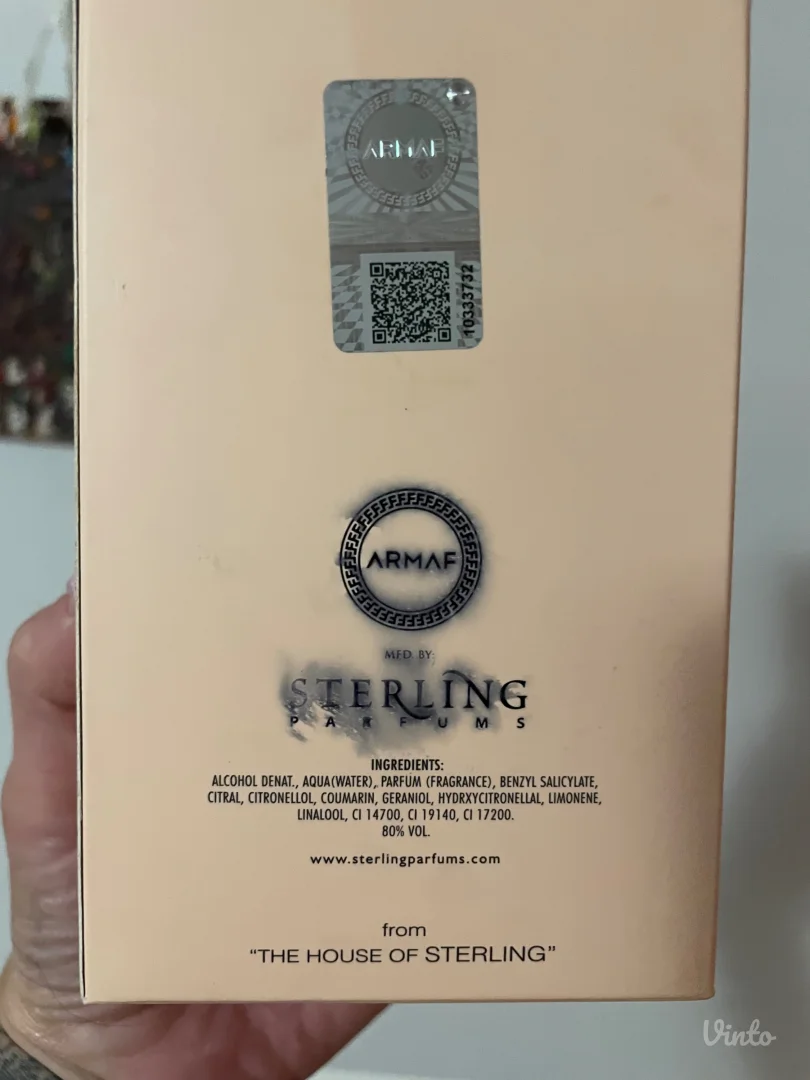 ARMAF
10333732
ARMAF
MFD. BY:
STERLING
PARFUMS
INGREDIENTS:
ALCOHOL DENAT., AQUA(WATER), PARFUM (FRAGRANCE), BENZYL SALICYLATE,
CITRAL, CITRONELLOL, COUMARIN, GERANIOL, HYDRXYCITRONELLAL, LIMONENE,
LINALOOL, CI 14700, CI 19140, CI 17200.
80% VOL.
www.sterlingparfums.com
from
“THE HOUSE OF STERLING”
Vinto